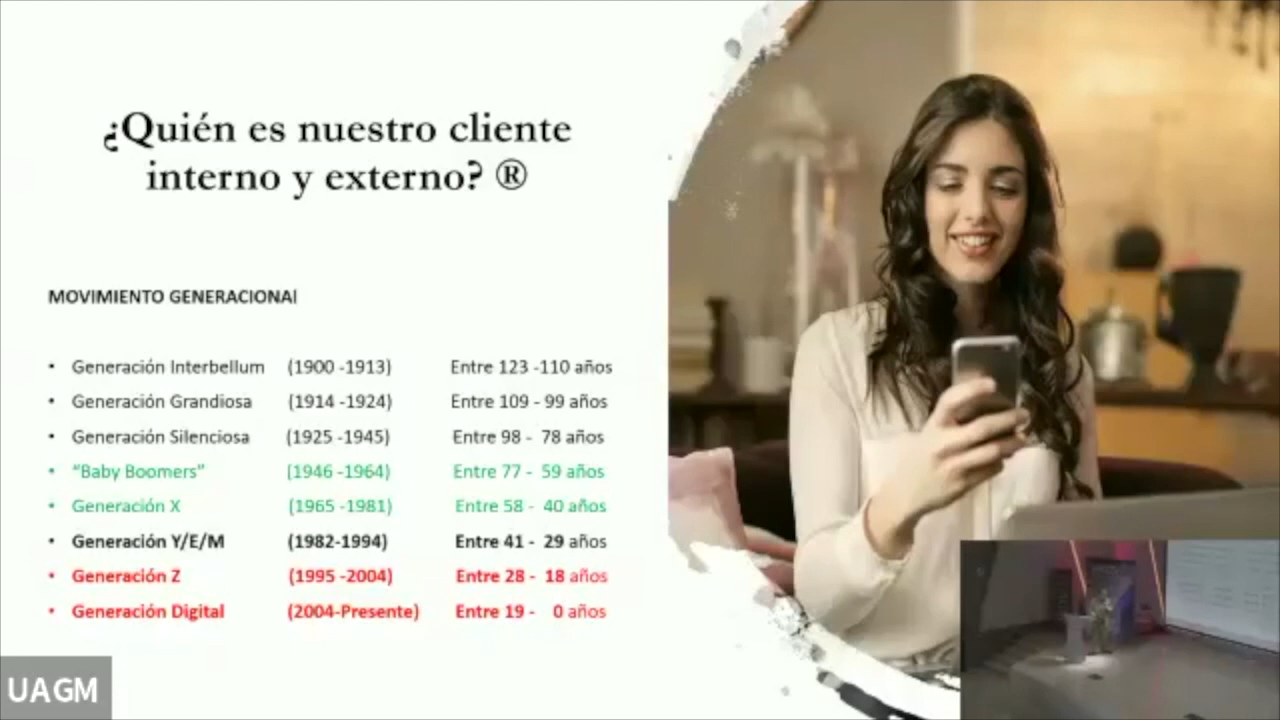 ¿Quién es nuestro cliente
interno y externo? ®
MOVIMIENTO GENERACIONAl
• Generación Interbellum (1900 -1913) Entre 123 -110 años
• Generación Grandiosa (1914 -1924) Entre 109 - 99 años
• Generación Silenciosa (1925 -1945) Entre 98 - 78 años
• “Baby Boomers” (1946 -1964) Entre 77 - 59 años
• Generación X (1965 -1981) Entre 58 - 40 años
• Generación Y/E/M (1982-1994) Entre 41 - 29 años
• Generación Z (1995 -2004) Entre 28 - 18 años
• Generación Digital (2004-Presente) Entre 19 - 0 años
UAGM